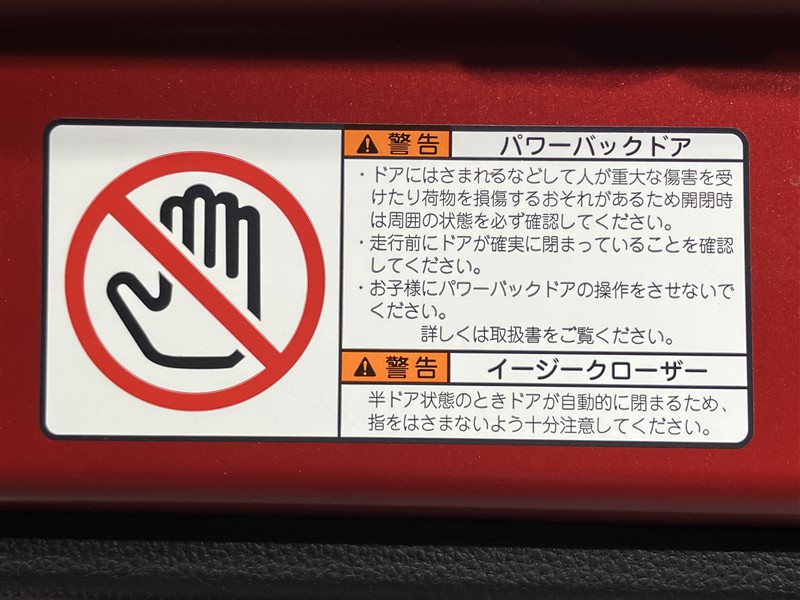 警告 パワーバックドア
・ドアにはさまれるなどして人が重大な傷害を受
けたり荷物を損傷するおそれがあるため開閉時
は周囲の状態を必ず確認してください。
・走行前にドアが確実に閉まっていることを確認
してください。
・お子様にパワーバックドアの操作をさせないで
ください。
詳しくは取扱書をご覧ください。
警告 イージークローザー
半ドア状態のときドアが自動的に閉まるため、
指をはさまないよう十分注意してください。